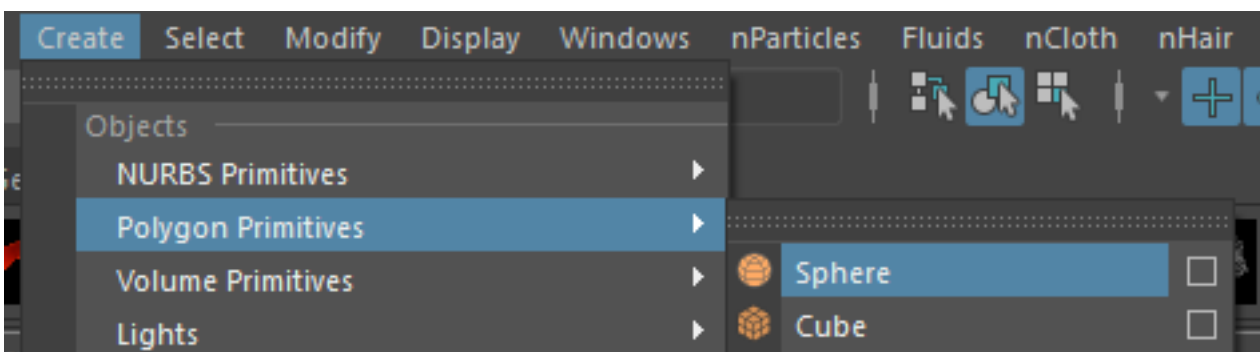 Create Select Modify Display Windows nParticles Fluids nCloth nHair
Objects
NURBS Primitives
Polygon Primitives
Sphere
Volume Primitives
Cube
Lights